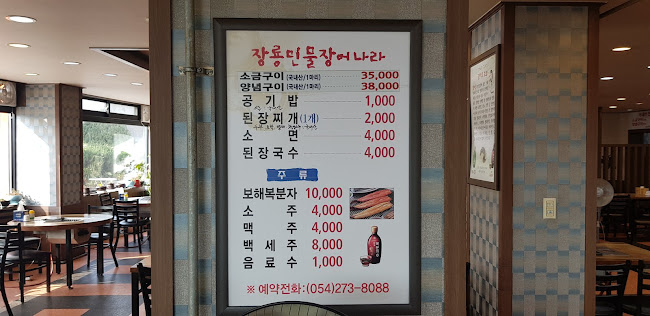 장룡민물장어나라
소금구이 (국내산/1마리) 35,000
양념구이 (국내산/1마리) 38,000
공기밥 1,000
된장찌개 (1개) 2,000
소면 4,000
된장국수 4,000
주류
보해복분자 10,000
소주 4,000
맥주 4,000
백세주 8,000
음료수 1,000
※ 예약전화:(054)273-8088